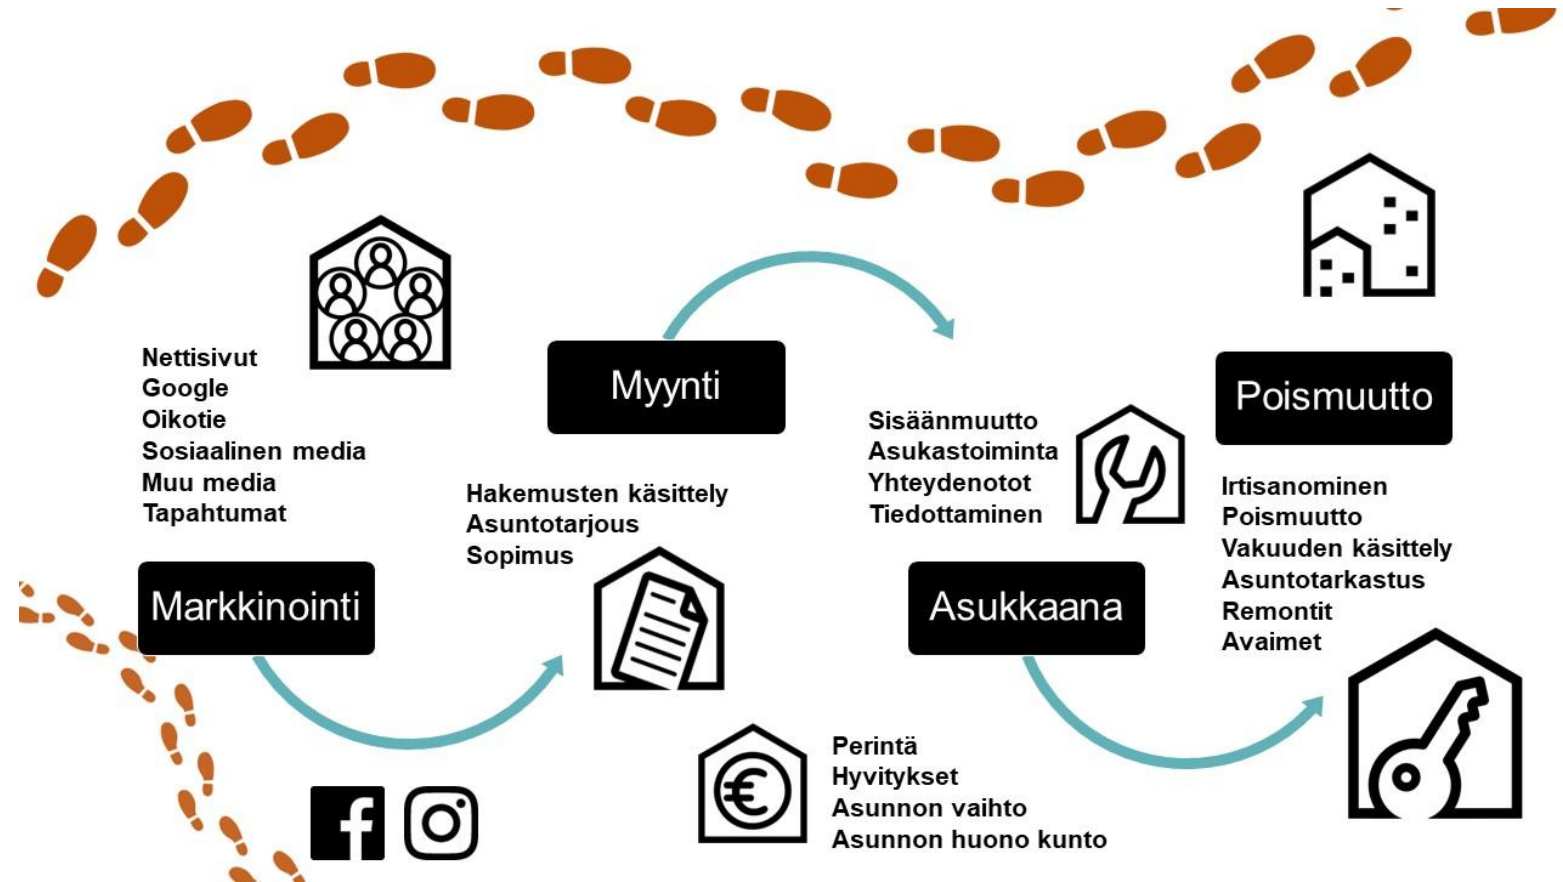 Nettisivut
Google
Oikotie
Sosiaalinen media
Muu media
Tapahtumat
Markkinointi
Myynti
Hakemusten käsittely
Asuntotarjous
Sopimus
Sisäänmuutto
Asukastoiminta
Yhteydenotot
Tiedottaminen
Asukkaana
Perintä
Hyvitykset
Asunnon vaihto
Asunnon huono kunto
Poismuutto
Irtisanominen
Poismuutto
Vakuuden käsittely
Asuntotarkastus
Remontit
Avaimet